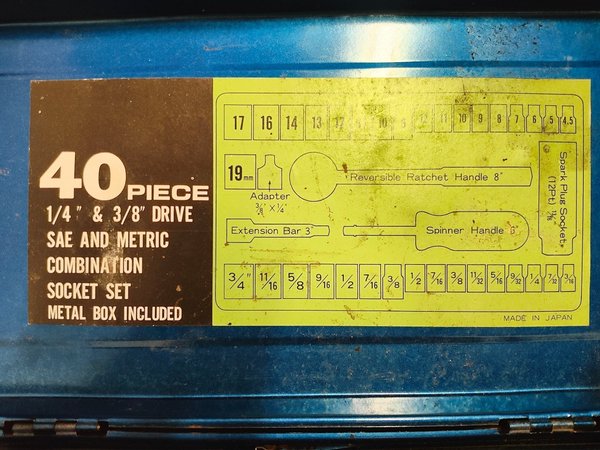 40 PIECE
1/4" & 3/8" DRIVE
SAE AND METRIC
COMBINATION
SOCKET SET
METAL BOX INCLUDED
17 16 14 13 12 11 10 9 8 7 6 5 4.5
19mm
Adapter
3/8" × 1/4"
Reversible Ratchet Handle 8"
Spark Plug Socket
(12Pt)
Extension Bar 3"
Spinner Handle 6"
3/4" 11/16 5/8 9/16 1/2 7/16 3/8 1/2 7/16 3/8 11/32 5/16 9/32 1/4 7/32 3/16
MADE IN JAPAN